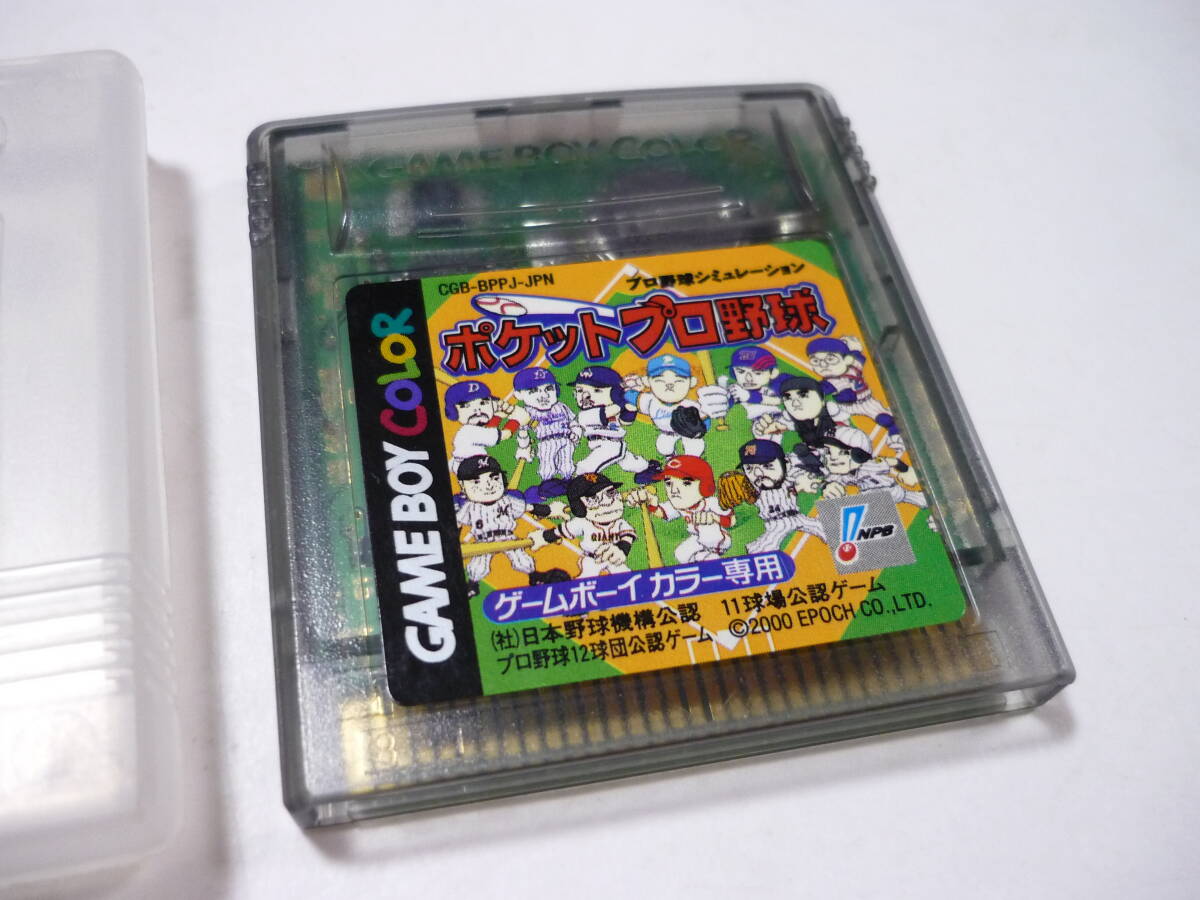 GAME BOY COLOR
CGB-BPPJ-JPN
プロ野球シミュレーション
ポケットプロ野球
GAME BOY COLOR
D
6
GIANTS
C
NPB
ゲームボーイ カラー専用
(社)日本野球機構公認 11球場公認ゲーム
プロ野球12球団公認ゲーム ©2000 EPOCH CO.,LTD.